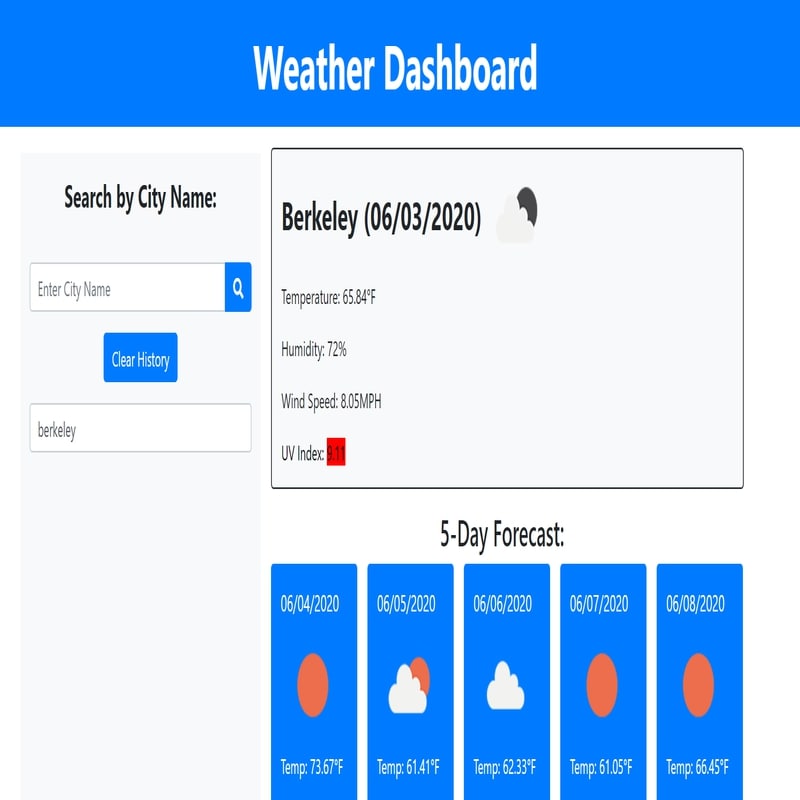 Weather Dashboard
Search by City Name:
Enter City Name
Clear History
berkeley
Berkeley (06/03/2020)
Temperature: 65.84°F
Humidity: 72%
Wind Speed: 8.05MPH
UV Index: 9.11
5-Day Forecast:
06/04/2020
Temp: 73.67°F
06/05/2020
Temp: 61.41°F
06/06/2020
Temp: 62.33°F
06/07/2020
Temp: 61.05°F
06/08/2020
Temp: 66.45°F